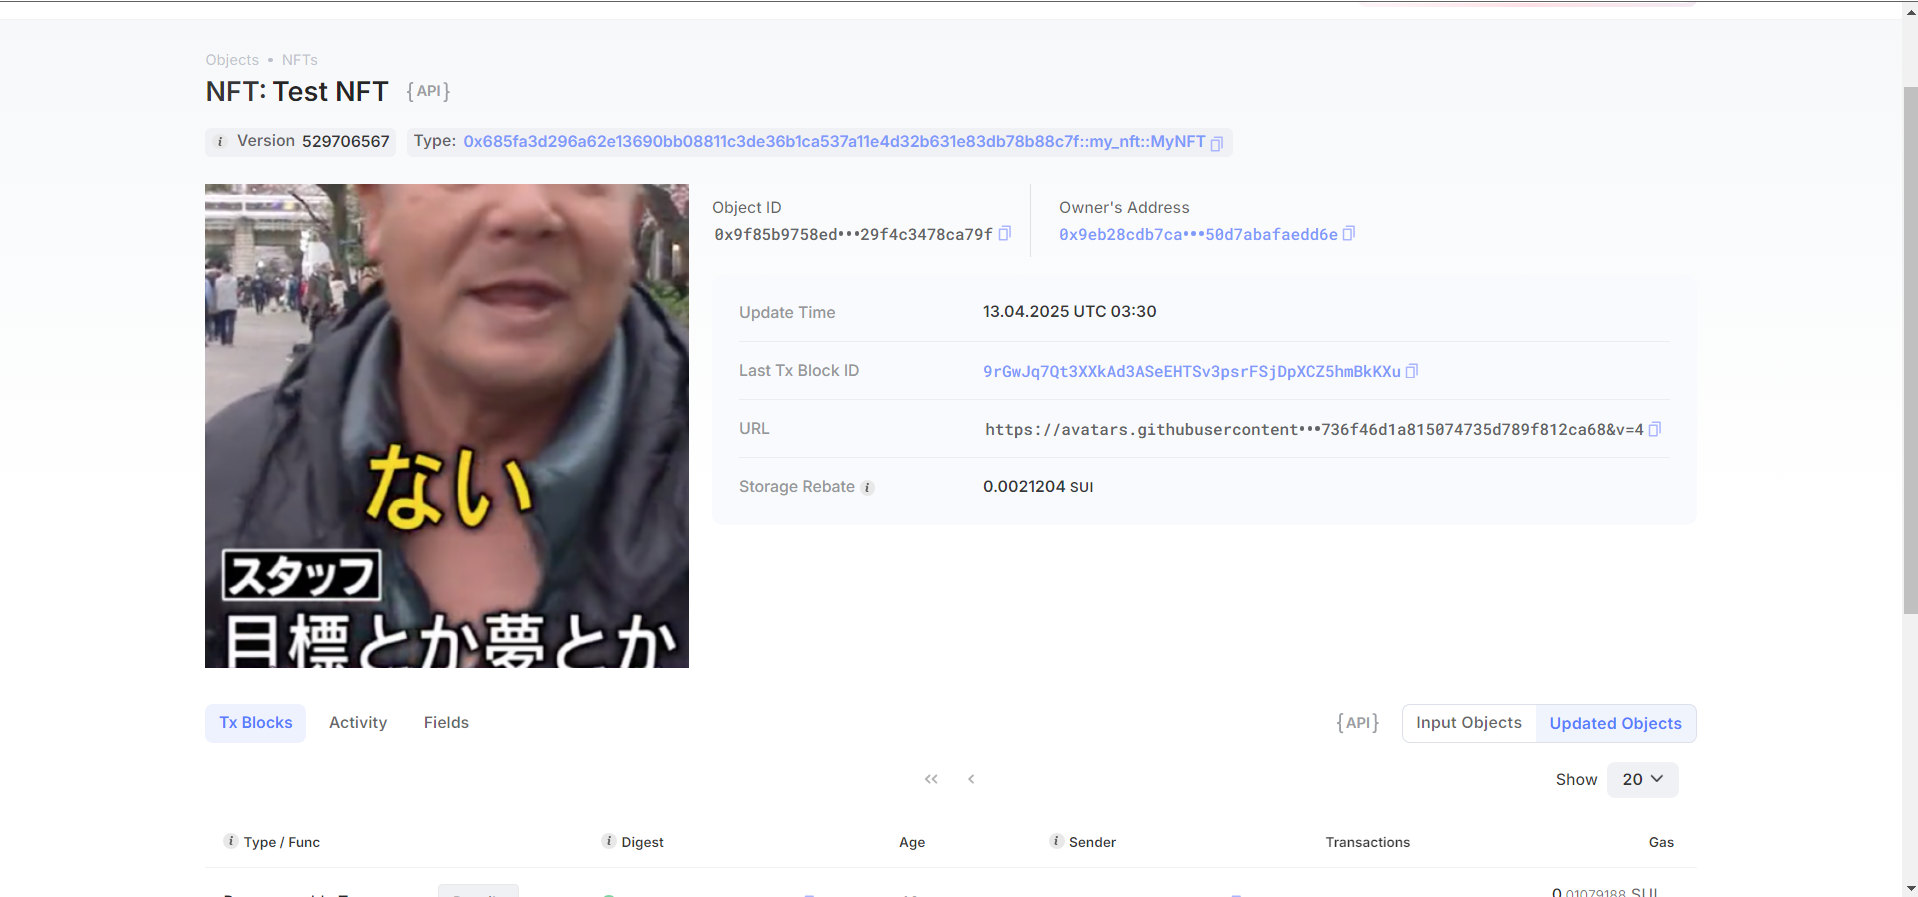 Objects • NFTs
NFT: Test NFT {API}
i Version 529706567 Type: 0x685fa3d296a62e13690bb08811c3de36b1ca537a11e4d32b631e83db78b88c7f::my_nft::MyNFT
Object ID
0x9f85b9758ed•••29f4c3478ca79f
Owner's Address
0x9eb28cdb7ca•••50d7abafaedd6e
Update Time 13.04.2025 UTC 03:30
Last Tx Block ID 9rGwJq7Qt3XXkAd3ASeEHTSv3psrFSjDpXCZ5hmBkKXu
URL https://avatars.githubusercontent•••736f46d1a815074735d789f812ca68&v=4
Storage Rebate i 0.0021204 SUI
ない
スタッフ
目標とか夢とか
Tx Blocks Activity Fields {API} Input Objects Updated Objects
« ‹ Show 20
i Type / Func i Digest Age i Sender Transactions Gas
0.01079188 SUI